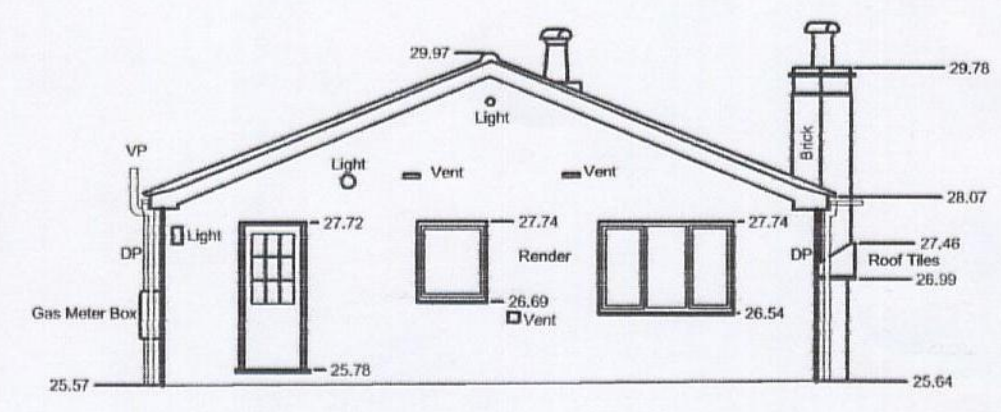 29.97
29.78
Light
Brick
VP
Light
Vent
Vent
28.07
27.72
27.74
27.74
Light
DP
Render
DP
27.46
Roof Tiles
26.99
Gas Meter Box
26.69
Vent
26.54
25.78
25.57
25.64